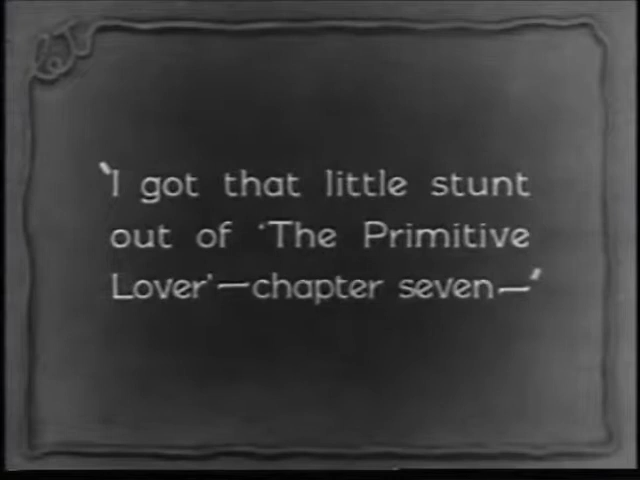 "I got that little stunt
out of 'The Primitive
Lover'—chapter seven—"